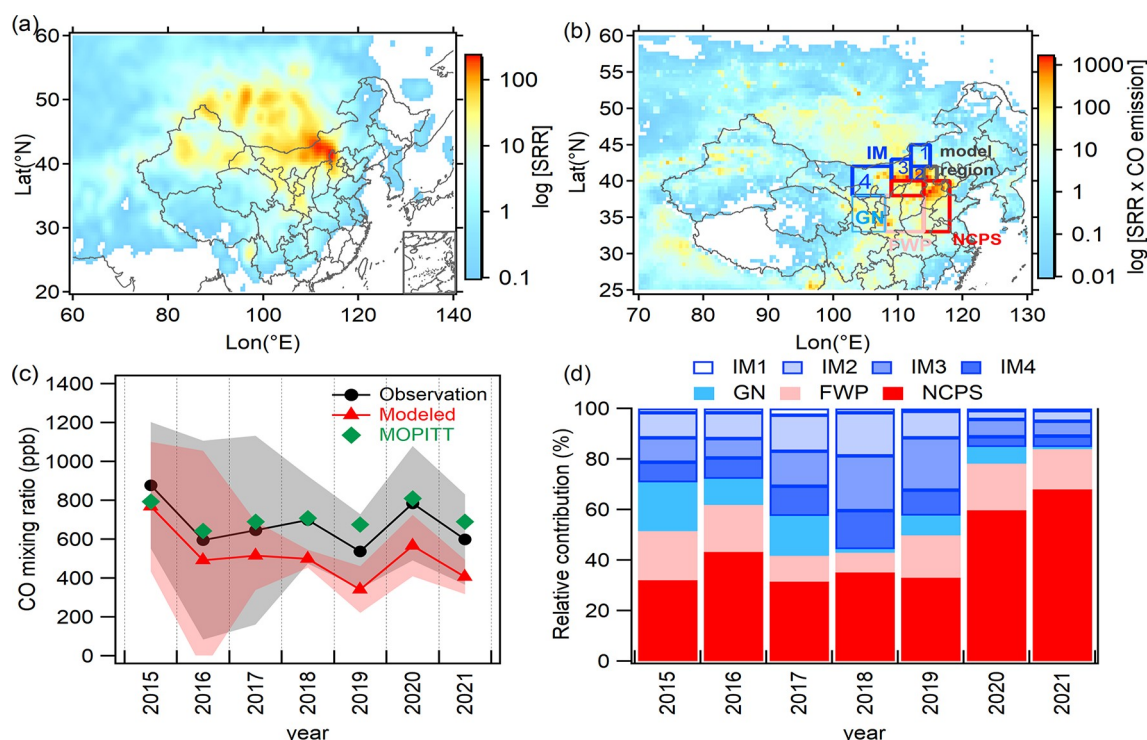 (a)
60
50
40
30
20
Lat(°N)
60
80
100
120
140
Lon(°E)
100
10
1
0.1
log [SRR]
(b)
60
55
50
45
40
35
30
25
Lat(°N)
70
80
90
100
110
120
130
Lon(°E)
IM
1
2
3
4
model
region
GN
FWP
NCPS
1000
100
10
1
0.1
0.01
log[SRR x CO emission]
(c)
1400
1200
1000
800
600
400
200
0
CO mixing ratio (ppb)
Observation
Modeled
MOPITT
2015
2016
2017
2018
2019
2020
2021
year
(d)
IM1 IM2 IM3 IM4
GN FWP NCPS
100
80
60
40
20
0
Relative contribution (%)
2015
2016
2017
2018
2019
2020
2021
year